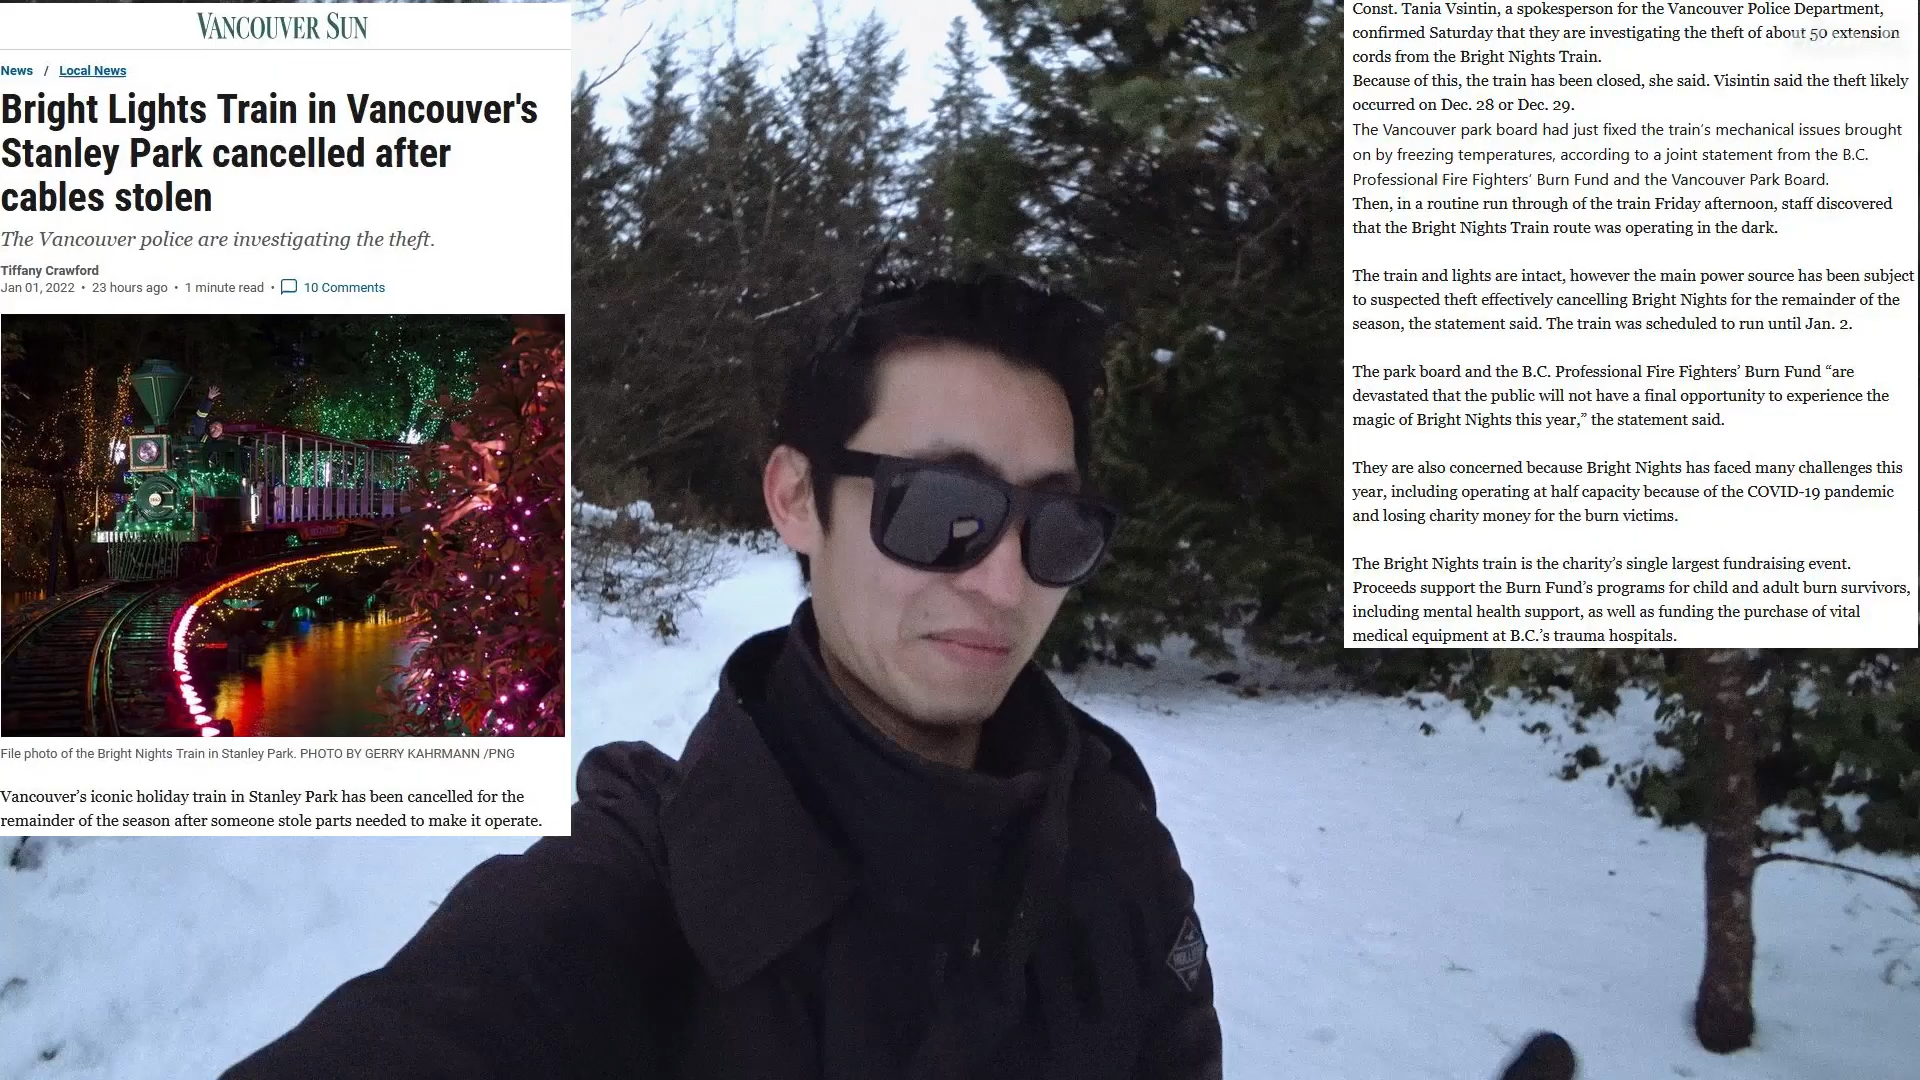 VANCOUVER SUN
News / Local News
Bright Lights Train in Vancouver's
Stanley Park cancelled after
cables stolen
The Vancouver police are investigating the theft.
Tiffany Crawford
Jan 01, 2022 • 23 hours ago • 1 minute read • 10 Comments
File photo of the Bright Nights Train in Stanley Park. PHOTO BY GERRY KAHRMANN /PNG
Vancouver’s iconic holiday train in Stanley Park has been cancelled for the
remainder of the season after someone stole parts needed to make it operate.
Const. Tania Vsintin, a spokesperson for the Vancouver Police Department,
confirmed Saturday that they are investigating the theft of about 50 extension
cords from the Bright Nights Train.
Because of this, the train has been closed, she said. Visintin said the theft likely
occurred on Dec. 28 or Dec. 29.
The Vancouver park board had just fixed the train’s mechanical issues brought
on by freezing temperatures, according to a joint statement from the B.C.
Professional Fire Fighters’ Burn Fund and the Vancouver Park Board.
Then, in a routine run through of the train Friday afternoon, staff discovered
that the Bright Nights Train route was operating in the dark.
The train and lights are intact, however the main power source has been subject
to suspected theft effectively cancelling Bright Nights for the remainder of the
season, the statement said. The train was scheduled to run until Jan. 2.
The park board and the B.C. Professional Fire Fighters’ Burn Fund “are
devastated that the public will not have a final opportunity to experience the
magic of Bright Nights this year,” the statement said.
They are also concerned because Bright Nights has faced many challenges this
year, including operating at half capacity because of the COVID-19 pandemic
and losing charity money for the burn victims.
The Bright Nights train is the charity’s single largest fundraising event.
Proceeds support the Burn Fund’s programs for child and adult burn survivors,
including mental health support, as well as funding the purchase of vital
medical equipment at B.C.’s trauma hospitals.